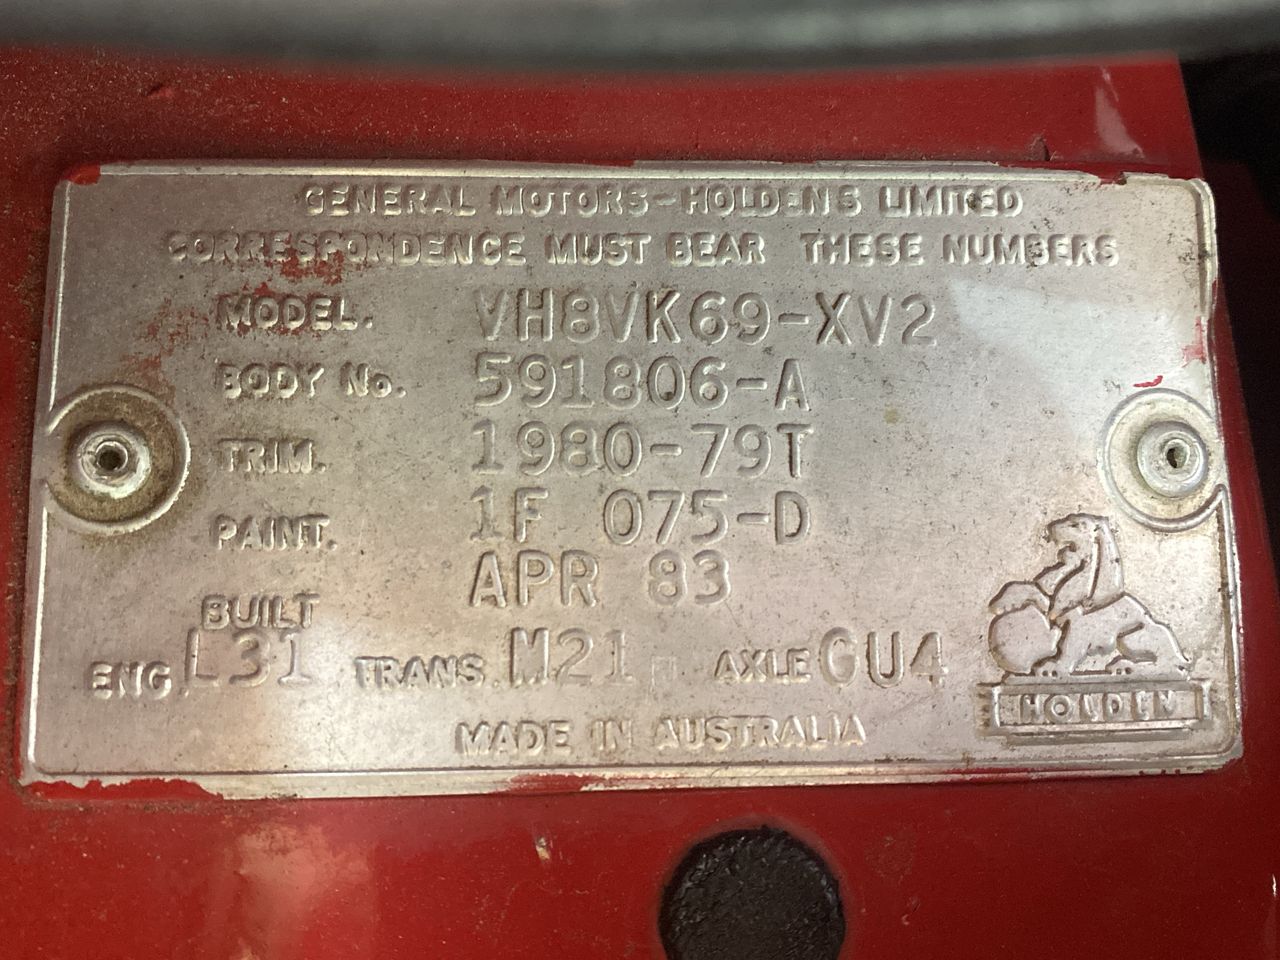 GENERAL MOTORS-HOLDEN'S LIMITED
CORRESPONDENCE MUST BEAR THESE NUMBERS
MODEL. VH8VK69-XV2
BODY No. 591806-A
TRIM. 1980-79T
PAINT. 1F 075-D
BUILT APR 83
ENG L31 TRANS. M21 AXLE GU4
HOLDEN
MADE IN AUSTRALIA